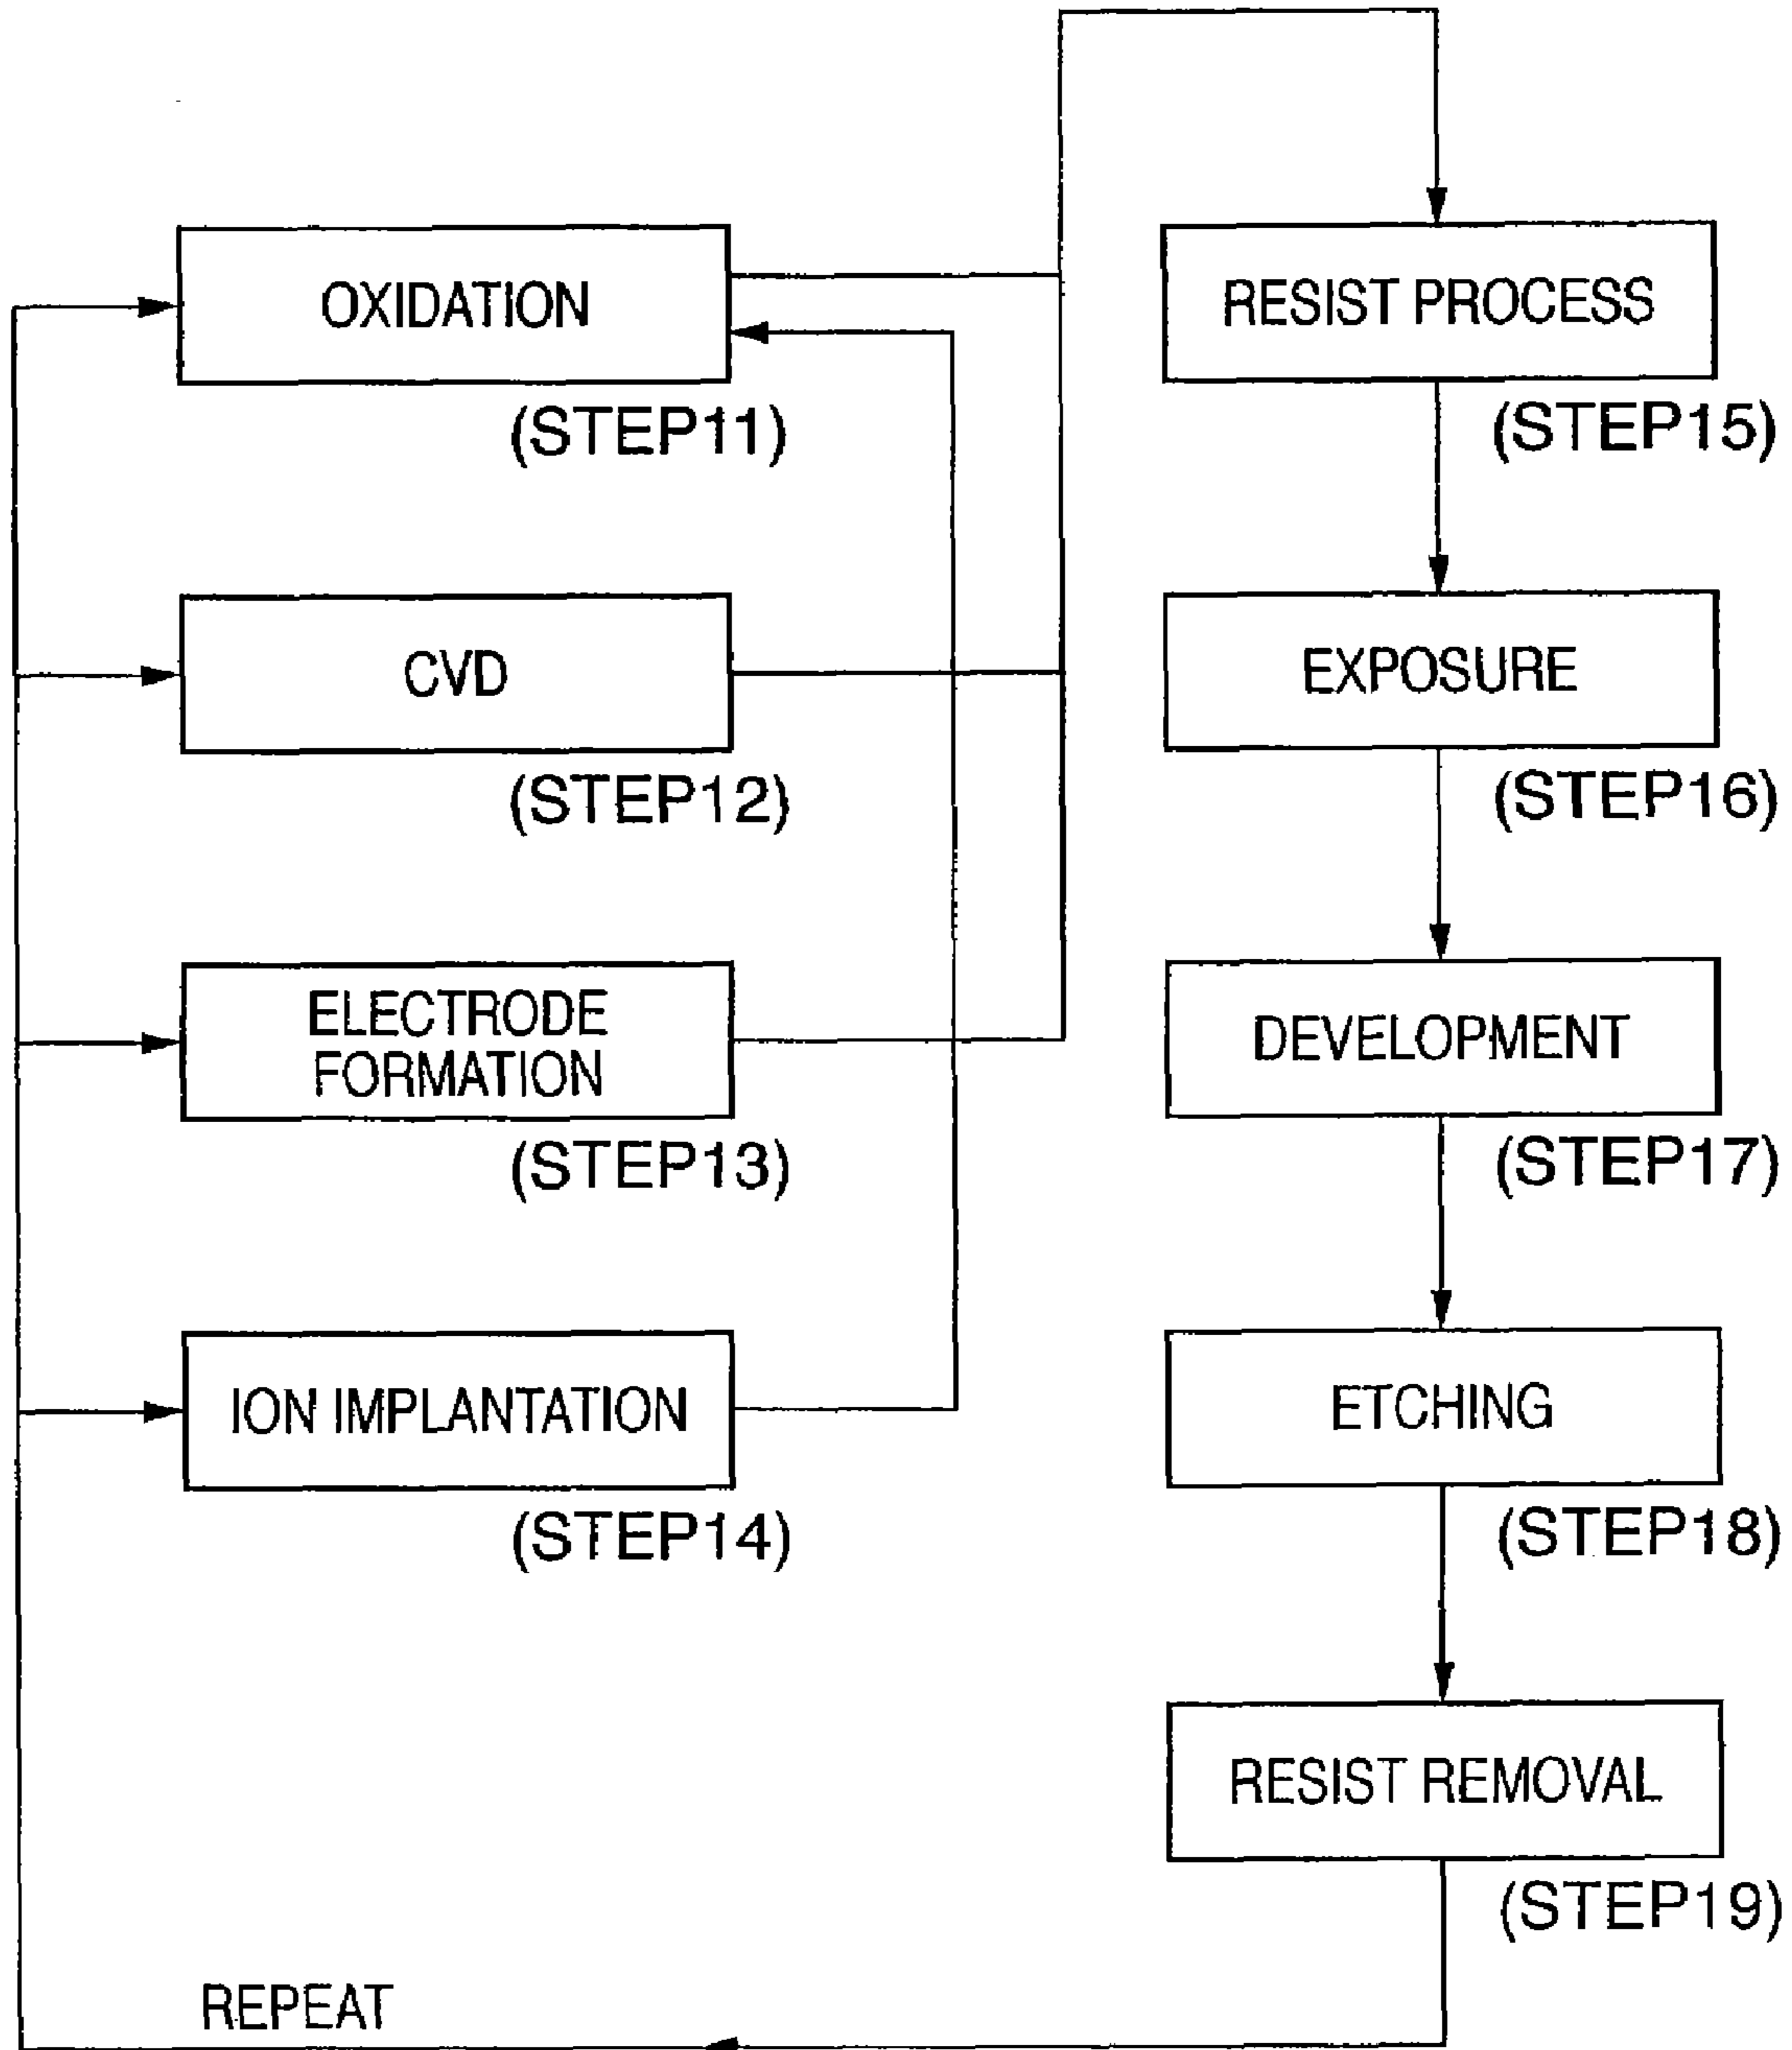 OXIDATION
(STEP11)
CVD
(STEP12)
ELECTRODE
FORMATION
(STEP13)
ION IMPLANTATION
(STEP14)
RESIST PROCESS
(STEP15)
EXPOSURE
(STEP16)
DEVELOPMENT
(STEP17)
ETCHING
(STEP18)
RESIST REMOVAL
(STEP19)
REPEAT